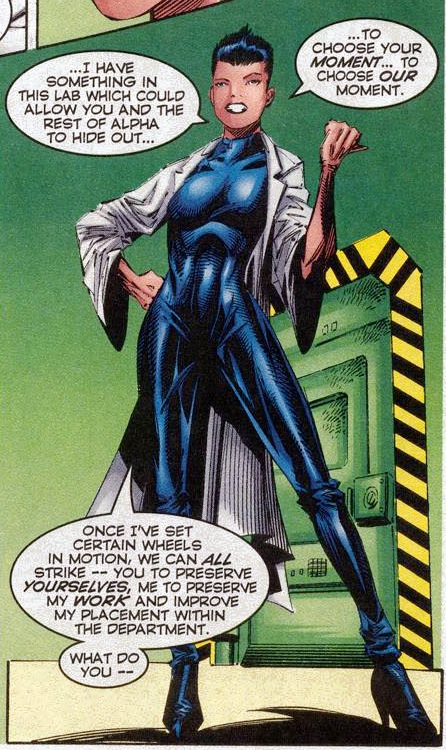 ...I HAVE
SOMETHING IN
THIS LAB WHICH COULD
ALLOW YOU AND THE
REST OF ALPHA
TO HIDE OUT...
...TO
CHOOSE YOUR
MOMENT... TO
CHOOSE OUR
MOMENT.
ONCE I'VE SET
CERTAIN WHEELS
IN MOTION, WE CAN ALL
STRIKE -- YOU TO PRESERVE
YOURSELVES, ME TO PRESERVE
MY WORK AND IMPROVE
MY PLACEMENT WITHIN
THE DEPARTMENT.
WHAT DO
YOU --